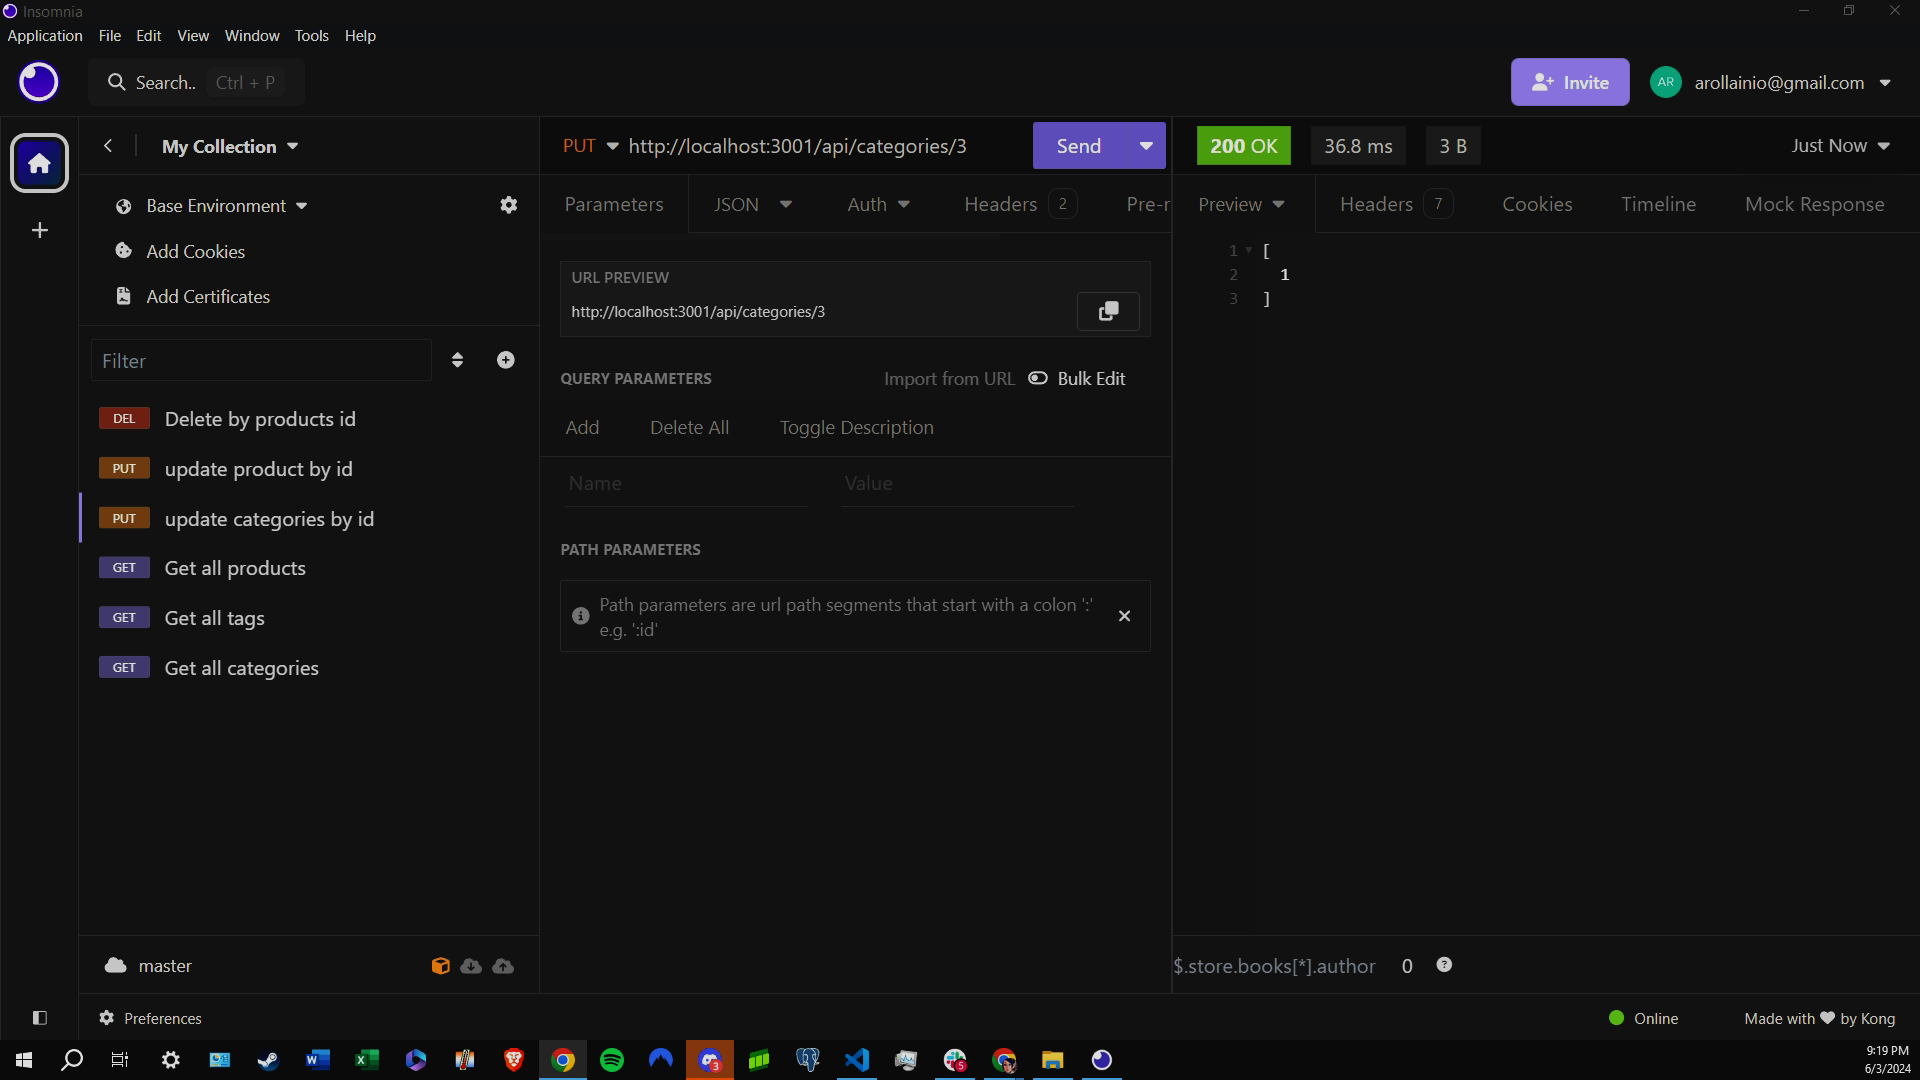 Insomnia
Application File Edit View Window Tools Help
Search.. Ctrl + P
Invite
AR
arollainio@gmail.com
My Collection
PUT http://localhost:3001/api/categories/3
Send
200 OK
36.8 ms
3 B
Just Now
Base Environment
Add Cookies
Add Certificates
Filter
DEL Delete by products id
PUT update product by id
PUT update categories by id
GET Get all products
GET Get all tags
GET Get all categories
master
Parameters JSON Auth Headers 2 Pre-r
URL PREVIEW
http://localhost:3001/api/categories/3
QUERY PARAMETERS
Import from URL Bulk Edit
Add Delete All Toggle Description
Name Value
PATH PARAMETERS
Path parameters are url path segments that start with a colon ':'
e.g. ':id'
Preview Headers 7 Cookies Timeline Mock Response
1 [
2 1
3 ]
$.store.books[*].author 0
Preferences
Online
Made with ♥ by Kong
3
5
9:19 PM
6/3/2024